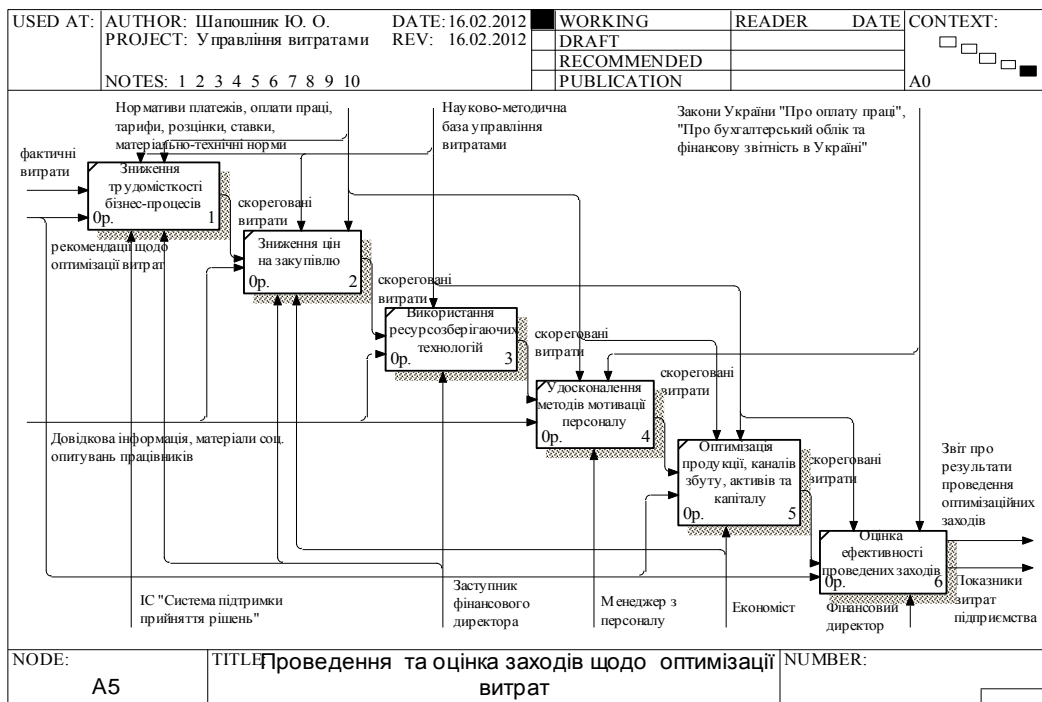 USED AT: AUTHOR: Шапошник Ю. О. DATE: 16.02.2012 WORKING READER DATE CONTEXT:
PROJECT: Управління витратами REV: 16.02.2012 DRAFT
RECOMMENDED
NOTES: 1 2 3 4 5 6 7 8 9 10 PUBLICATION A0
Нормативи платежів, оплати праці,
тарифи, розцінки, ставки,
матеріально-технічні норми
Науково-методична
база управління
витратами
Закони України "Про оплату праці",
"Про бухгалтерський облік та
фінансову звітність в Україні"
фактичні
витрати
Зниження
трудомісткості
бізнес-процесів
0р. 1
скореговані
витрати
рекомендації щодо
оптимізації витрат
Зниження цін
на закупівлю
0р. 2
скореговані
витрати
Використання
ресурсозберігаючих
технологій
0р. 3
скореговані
витрати
Удосконалення
методів мотивації
персоналу
0р. 4
скореговані
витрати
Довідкова інформація, матеріали соц.
опитувань працівників
Оптимізація
продукції, каналів
збуту, активів та
капіталу
0р. 5
скореговані
витрати
Звіт про
результати
проведення
оптимізаційних
заходів
Оцінка
ефективності
проведених заходів
0р. 6
Показники
витрат
підприємства
ІС "Система підтримки
прийняття рішень"
Заступник
фінансового
директора
Менеджер з
персоналу
Економіст
Фінансовий
директор
NODE: TITLE: Проведення та оцінка заходів щодо оптимізації NUMBER:
A5 витрат